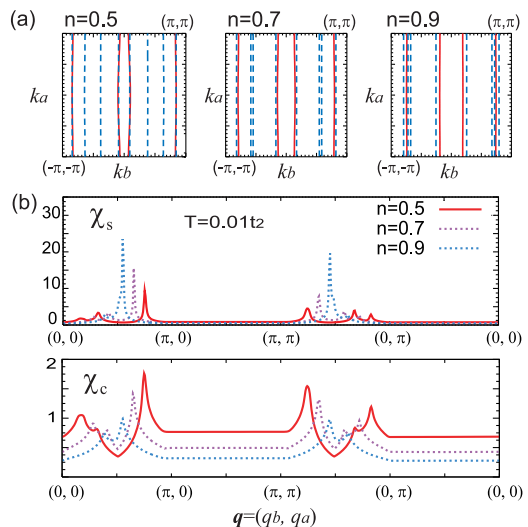 (a) n=0.5 (π,π) n=0.7 (π,π) n=0.9 (π,π)
ka ka ka
(-π,-π) kb (-π,-π) kb (-π,-π) kb
(b)
30 χs T=0.01t2 n=0.5
n=0.7
20 n=0.9
10
0
(0, 0) (π, 0) (π, π) (0, π) (0, 0)
2
χc
1
(0, 0) (π, 0) (π, π) (0, π) (0, 0)
q=(qb, qa)